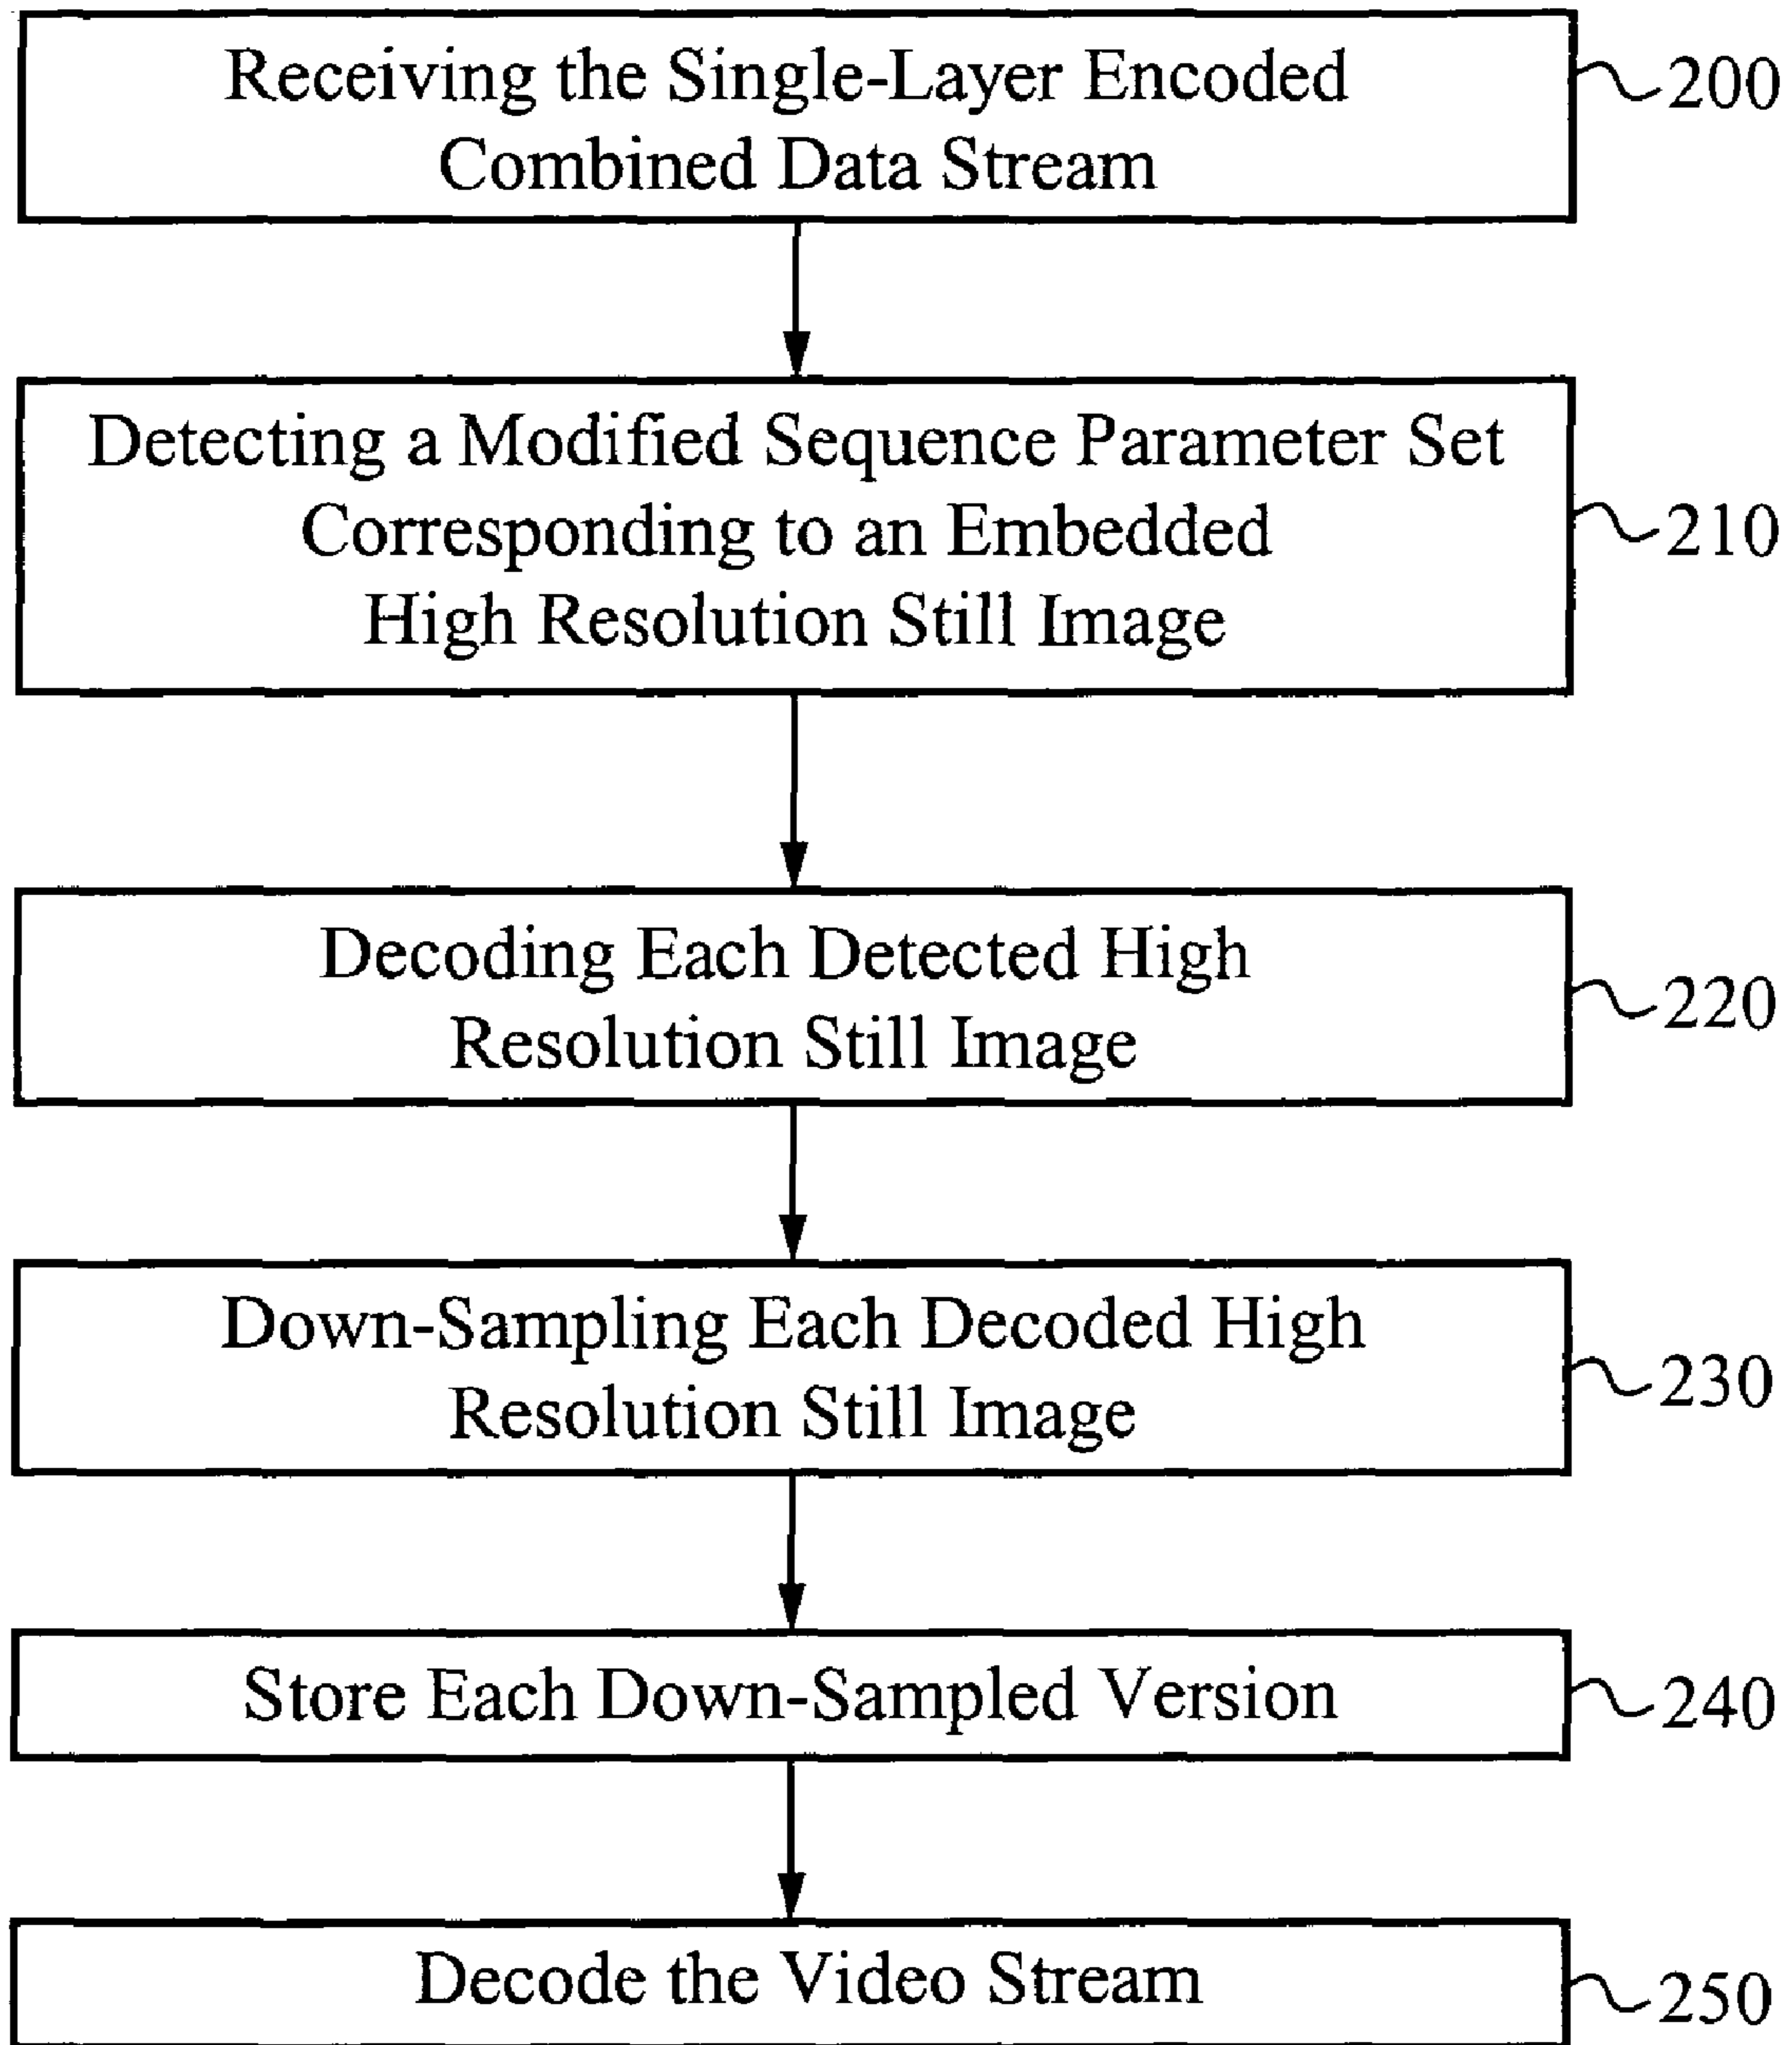 Receiving the Single-Layer Encoded
Combined Data Stream
200
Detecting a Modified Sequence Parameter Set
Corresponding to an Embedded
High Resolution Still Image
210
Decoding Each Detected High
Resolution Still Image
220
Down-Sampling Each Decoded High
Resolution Still Image
230
Store Each Down-Sampled Version
240
Decode the Video Stream
250